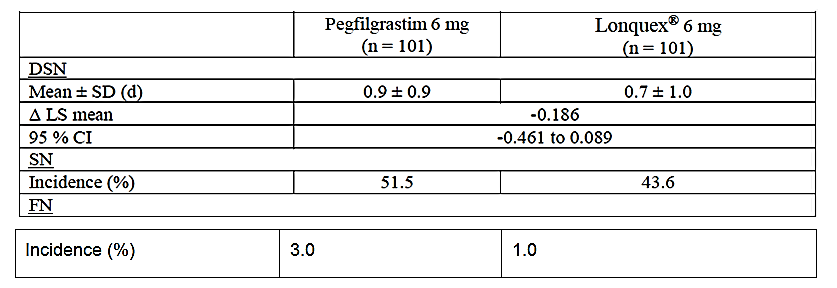 Pegfilgrastim 6 mg Lonquex® 6 mg
(n = 101) (n = 101)
DSN
Mean ± SD (d) 0.9 ± 0.9 0.7 ± 1.0
Δ LS mean -0.186
95 % CI -0.461 to 0.089
SN
Incidence (%) 51.5 43.6
FN
Incidence (%) 3.0 1.0